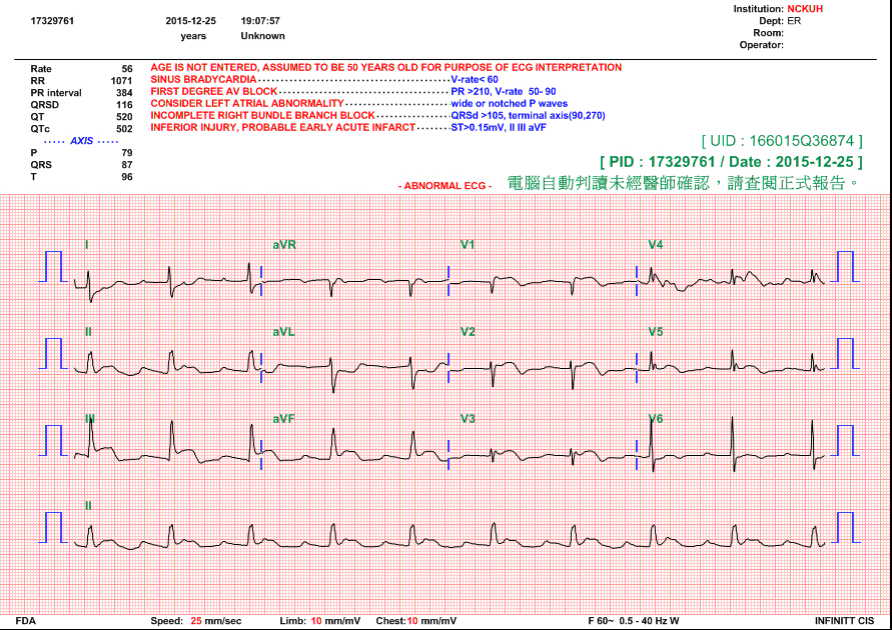 Institution: NCKUH
17329761 2015-12-25 19:07:57 Dept: ER
years Unknown Room:
Operator:
Rate 56 AGE IS NOT ENTERED, ASSUMED TO BE 50 YEARS OLD FOR PURPOSE OF ECG INTERPRETATION
RR 1071 SINUS BRADYCARDIA V-rate< 60
PR interval 384 FIRST DEGREE AV BLOCK PR >210, V-rate 50- 90
QRSD 116 CONSIDER LEFT ATRIAL ABNORMALITY wide or notched P waves
QT 520 INCOMPLETE RIGHT BUNDLE BRANCH BLOCK QRSd >105, terminal axis(90,270)
QTc 502 INFERIOR INJURY, PROBABLE EARLY ACUTE INFARCT ST>0.15mV, II III aVF
····· AXIS ·····
[ UID : 166015Q36874 ]
P 79
[ PID : 17329761 / Date : 2015-12-25 ]
QRS 87
T 96
- ABNORMAL ECG - 電腦自動判讀未經醫師確認，請查閱正式報告。
I aVR V1 V4
II aVL V2 V5
III aVF V3 V6
II
FDA Speed: 25 mm/sec Limb: 10 mm/mV Chest: 10 mm/mV F 60~ 0.5 - 40 Hz W INFINITT CIS